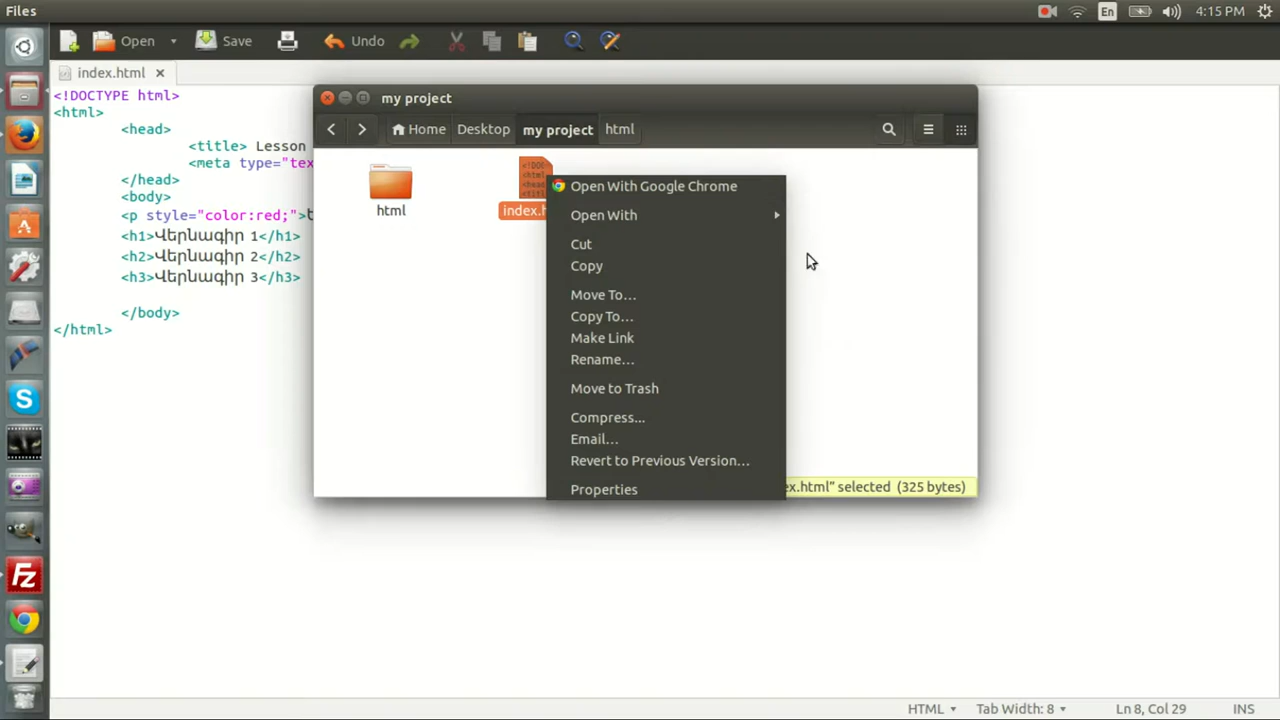 Files
En
4:15 PM
Open
Save
Undo
index.html
<!DOCTYPE html>
<html>
<head>
<title> Lesson
<meta type="tex
</head>
<body>
<p style="color:red;">
<h1>Վերնագիր 1</h1>
<h2>Վերնագիր 2</h2>
<h3>Վերնագիր 3</h3>
</body>
</html>
my project
Home
Desktop
my project
html
html
index.h
Open With Google Chrome
Open With
Cut
Copy
Move To...
Copy To...
Make Link
Rename...
Move to Trash
Compress...
Email...
Revert to Previous Version...
Properties
ex.html" selected (325 bytes)
HTML
Tab Width: 8
Ln 8, Col 29
INS